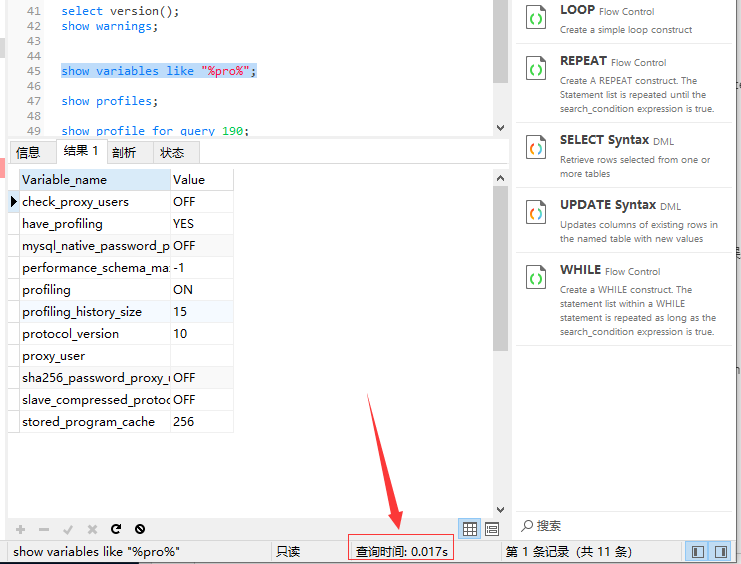 41 select version();
42 show warnings;
43
44
45 show variables like "%pro%";
46
47 show profiles;
48
49 show profile for query 190;
信息 结果 1 剖析 状态
Variable_name Value
check_proxy_users OFF
have_profiling YES
mysql_native_password_p OFF
performance_schema_ma -1
profiling ON
profiling_history_size 15
protocol_version 10
proxy_user
sha256_password_proxy_ OFF
slave_compressed_protoc OFF
stored_program_cache 256
show variables like "%pro%" 只读 查询时间: 0.017s 第 1 条记录（共 11 条）
LOOP Flow Control
Create a simple loop construct
REPEAT Flow Control
Create A REPEAT construct. The
Statement list is repeated until the
search_condition expression is true.
SELECT Syntax DML
Retrieve rows selected from one or
more tables
UPDATE Syntax DML
Updates columns of existing rows in
the named table with new values
WHILE Flow Control
Create a WHILE construct. The
statement list within a WHILE
statement is repeated as long as the
search_condition expression is true.
搜索